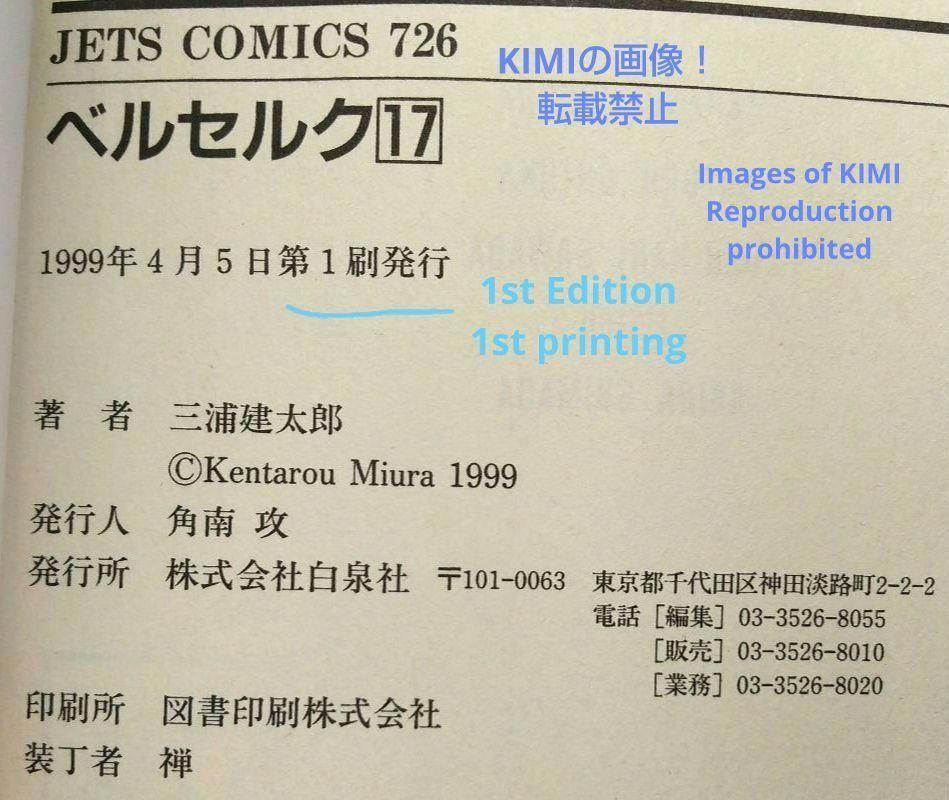 JETS COMICS 726
KIMIの画像！
転載禁止
ベルセルク17
Images of KIMI
Reproduction
prohibited
1999年4月5日第1刷発行
1st Edition
1st printing
著 者 三浦建太郎
©Kentarou Miura 1999
発行人 角南 攻
発行所 株式会社白泉社 〒101-0063 東京都千代田区神田淡路町2-2-2
電話［編集］03-3526-8055
［販売］03-3526-8010
［業務］03-3526-8020
印刷所 図書印刷株式会社
装丁者 禅